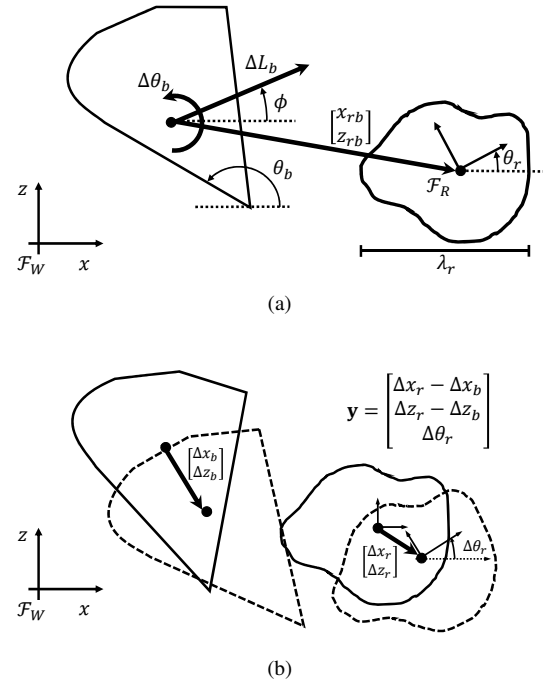 Δθ_b
ΔL_b
ϕ
[x_rb
z_rb]
θ_b
θ_r
ℱ_R
z
ℱ_W
x
λ_r
(a)
y = [Δx_r − Δx_b
Δz_r − Δz_b
Δθ_r]
[Δx_b
Δz_b]
[Δx_r
Δz_r]
Δθ_r
z
ℱ_W
x
(b)